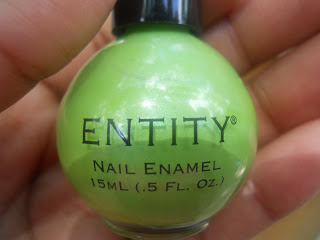 ENTITY®
NAIL ENAMEL
15ML (.5 FL. OZ.)